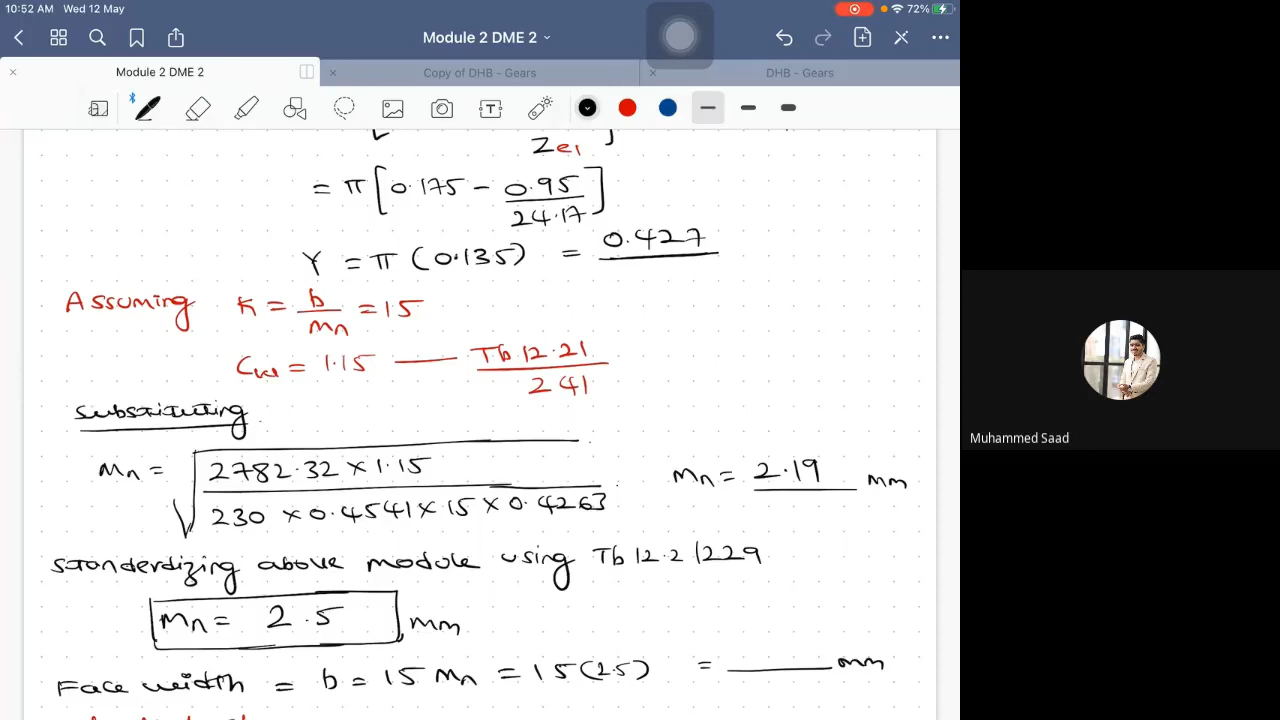 10:52 AM Wed 12 May
72%
Module 2 DME 2
Module 2 DME 2
Copy of DHB - Gears
DHB - Gears
Ze1
= π[0.175 - 0.95/24.17]
Y = π (0.135) = 0.427
Assuming K = b/mn = 15
Cw = 1.15 — Tb 12.21/241
substituting
mn = √(2782.32 × 1.15 / 230 × 0.4541 × 15 × 0.4263) mn = 2.19 mm
standerdizing above module using Tb 12.2/229
mn = 2.5 mm
Face width = b = 15 mn = 15(2.5) = ______ mm
Muhammed Saad